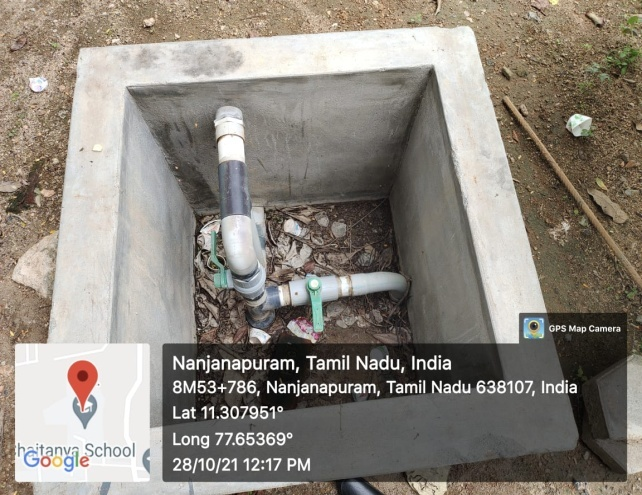 GPS Map Camera
Nanjanapuram, Tamil Nadu, India
8M53+786, Nanjanapuram, Tamil Nadu 638107, India
Lat 11.307951°
Long 77.65369°
28/10/21 12:17 PM
haitanya School
Google